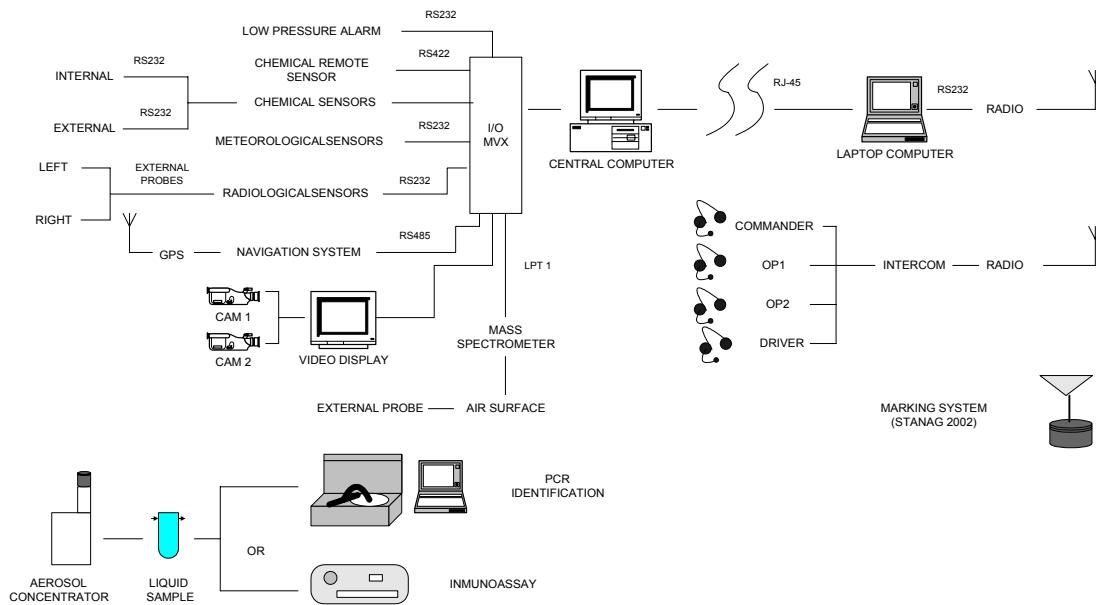 RS232
LOW PRESSURE ALARM
RS232
RS422
CHEMICAL REMOTE
SENSOR
INTERNAL
RS232
CHEMICAL SENSORS
EXTERNAL
RS232
METEOROLOGICALSENSORS
I/O
MVX
CENTRAL COMPUTER
RJ-45
LAPTOP COMPUTER
RS232
RADIO
LEFT
EXTERNAL
PROBES
RIGHT
RADIOLOGICALSENSORS
RS232
GPS
NAVIGATION SYSTEM
RS485
LPT 1
COMMANDER
OP1
OP2
DRIVER
INTERCOM
RADIO
CAM 1
CAM 2
VIDEO DISPLAY
MASS
SPECTROMETER
EXTERNAL PROBE
AIR SURFACE
MARKING SYSTEM
(STANAG 2002)
AEROSOL
CONCENTRATOR
LIQUID
SAMPLE
OR
PCR
IDENTIFICATION
INMUNOASSAY